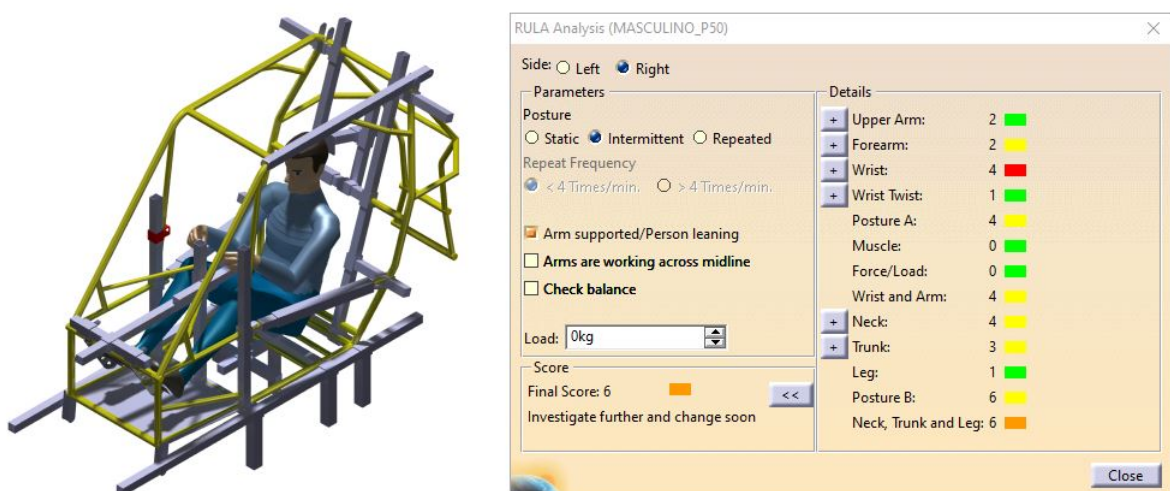 RULA Analysis (MASCULINO_P50)
Side: Left Right
Parameters
Posture
Static Intermittent Repeated
Repeat Frequency
< 4 Times/min. > 4 Times/min.
Arm supported/Person leaning
Arms are working across midline
Check balance
Load: 0kg
Score
Final Score: 6
<<
Investigate further and change soon
Details
+ Upper Arm: 2
+ Forearm: 2
+ Wrist: 4
+ Wrist Twist: 1
Posture A: 4
Muscle: 0
Force/Load: 0
Wrist and Arm: 4
+ Neck: 4
+ Trunk: 3
Leg: 1
Posture B: 6
Neck, Trunk and Leg: 6
Close